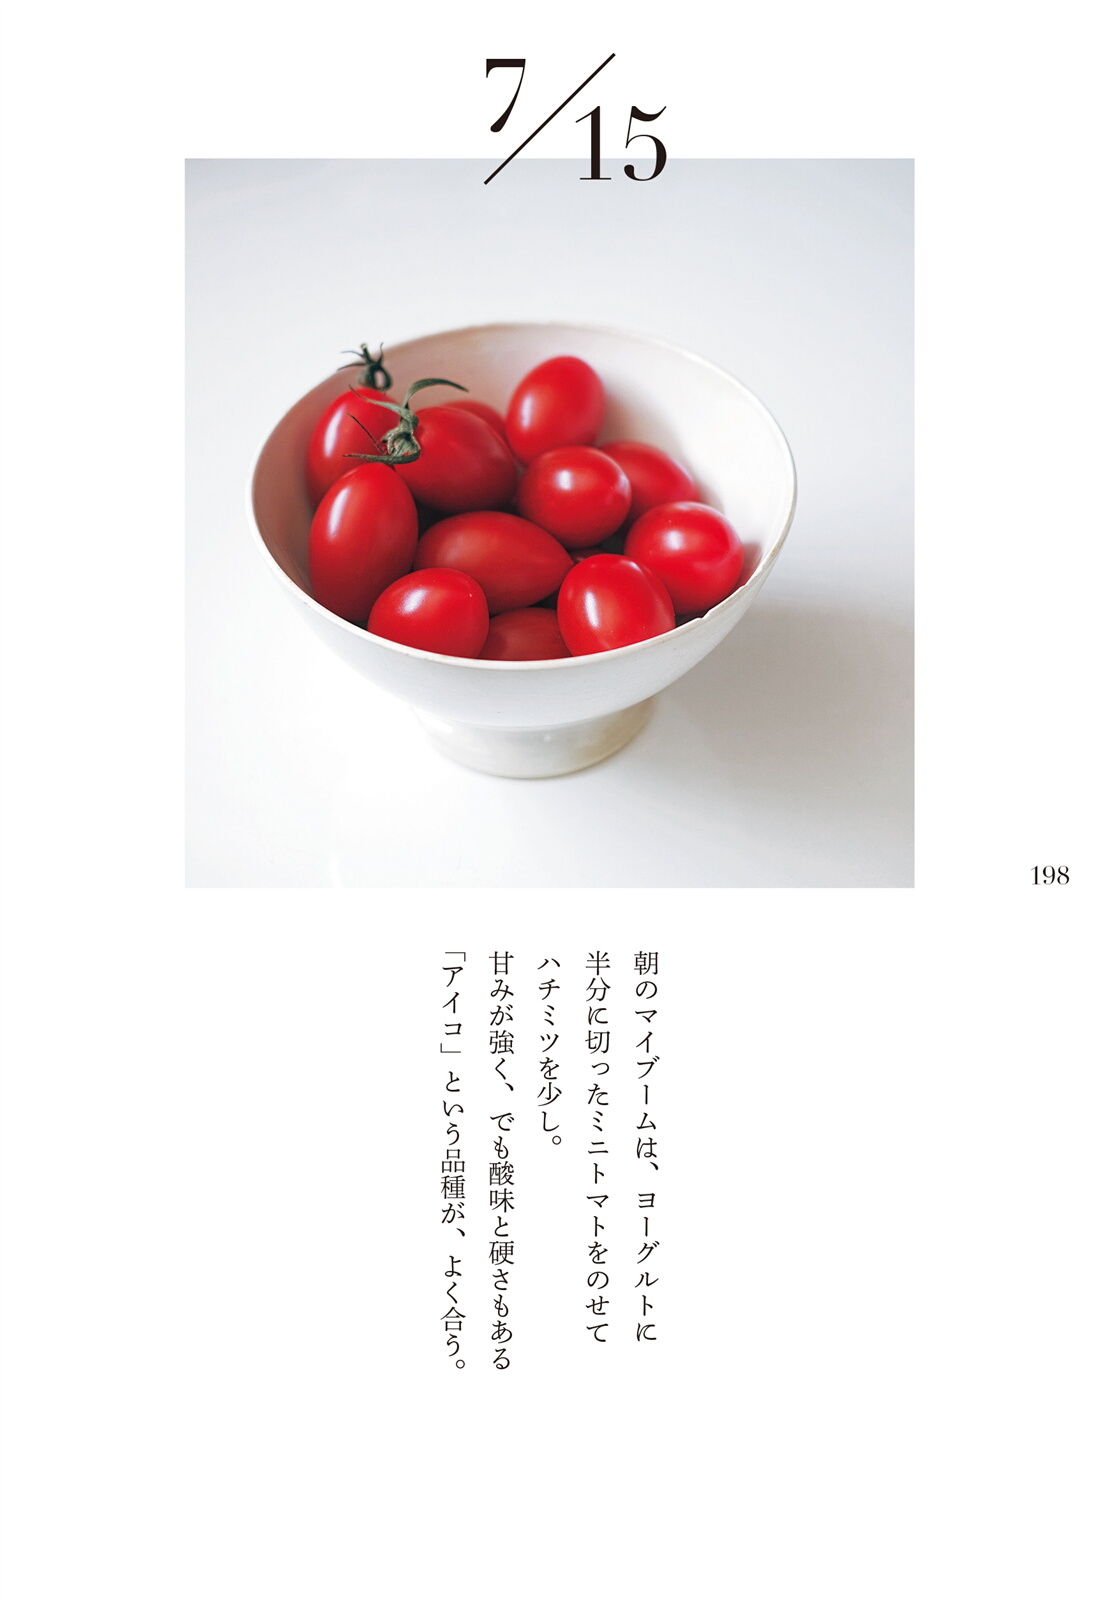 7/15
198
朝のマイブームは、ヨーグルトに
半分に切ったミニトマトをのせて
ハチミツを少し。
甘みが強く、でも酸味と硬さもある
「アイコ」という品種が、よく合う。